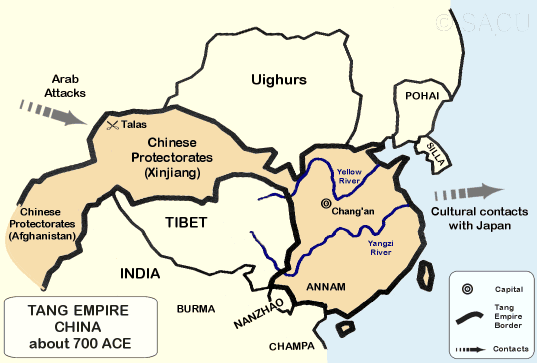 © SACU
Arab
Attacks
Uighurs
POHAI
Talas
SILLA
Chinese
Protectorates
(Xinjiang)
Yellow
River
Chinese
Protectorates
(Afghanistan)
TIBET
Chang'an
Cultural contacts
with Japan
Yangzi
River
INDIA
ANNAM
BURMA
NANZHAO
CHAMPA
TANG EMPIRE
CHINA
about 700 ACE
Capital
Tang
Empire
Border
Contacts